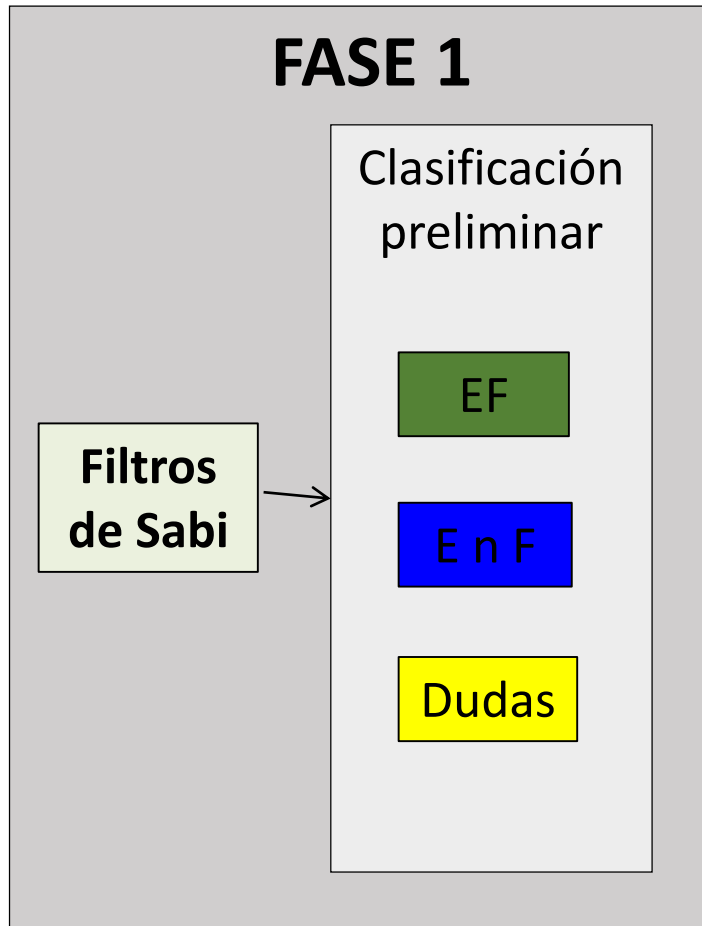 FASE 1
Clasificación
preliminar
EF
Filtros
de Sabi
E n F
Dudas